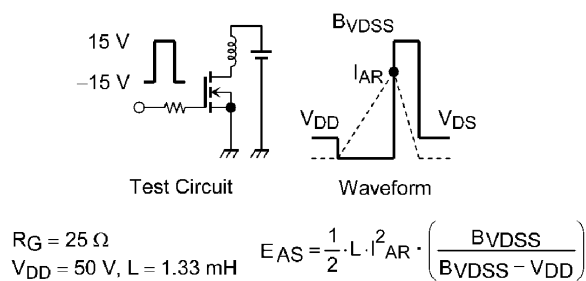 15 V
−15 V
BVDSS
IAR
VDD
VDS
Test Circuit
Waveform
RG = 25 Ω
VDD = 50 V, L = 1.33 mH
EAS = 1/2 · L · I²AR · (BVDSS / (BVDSS − VDD))